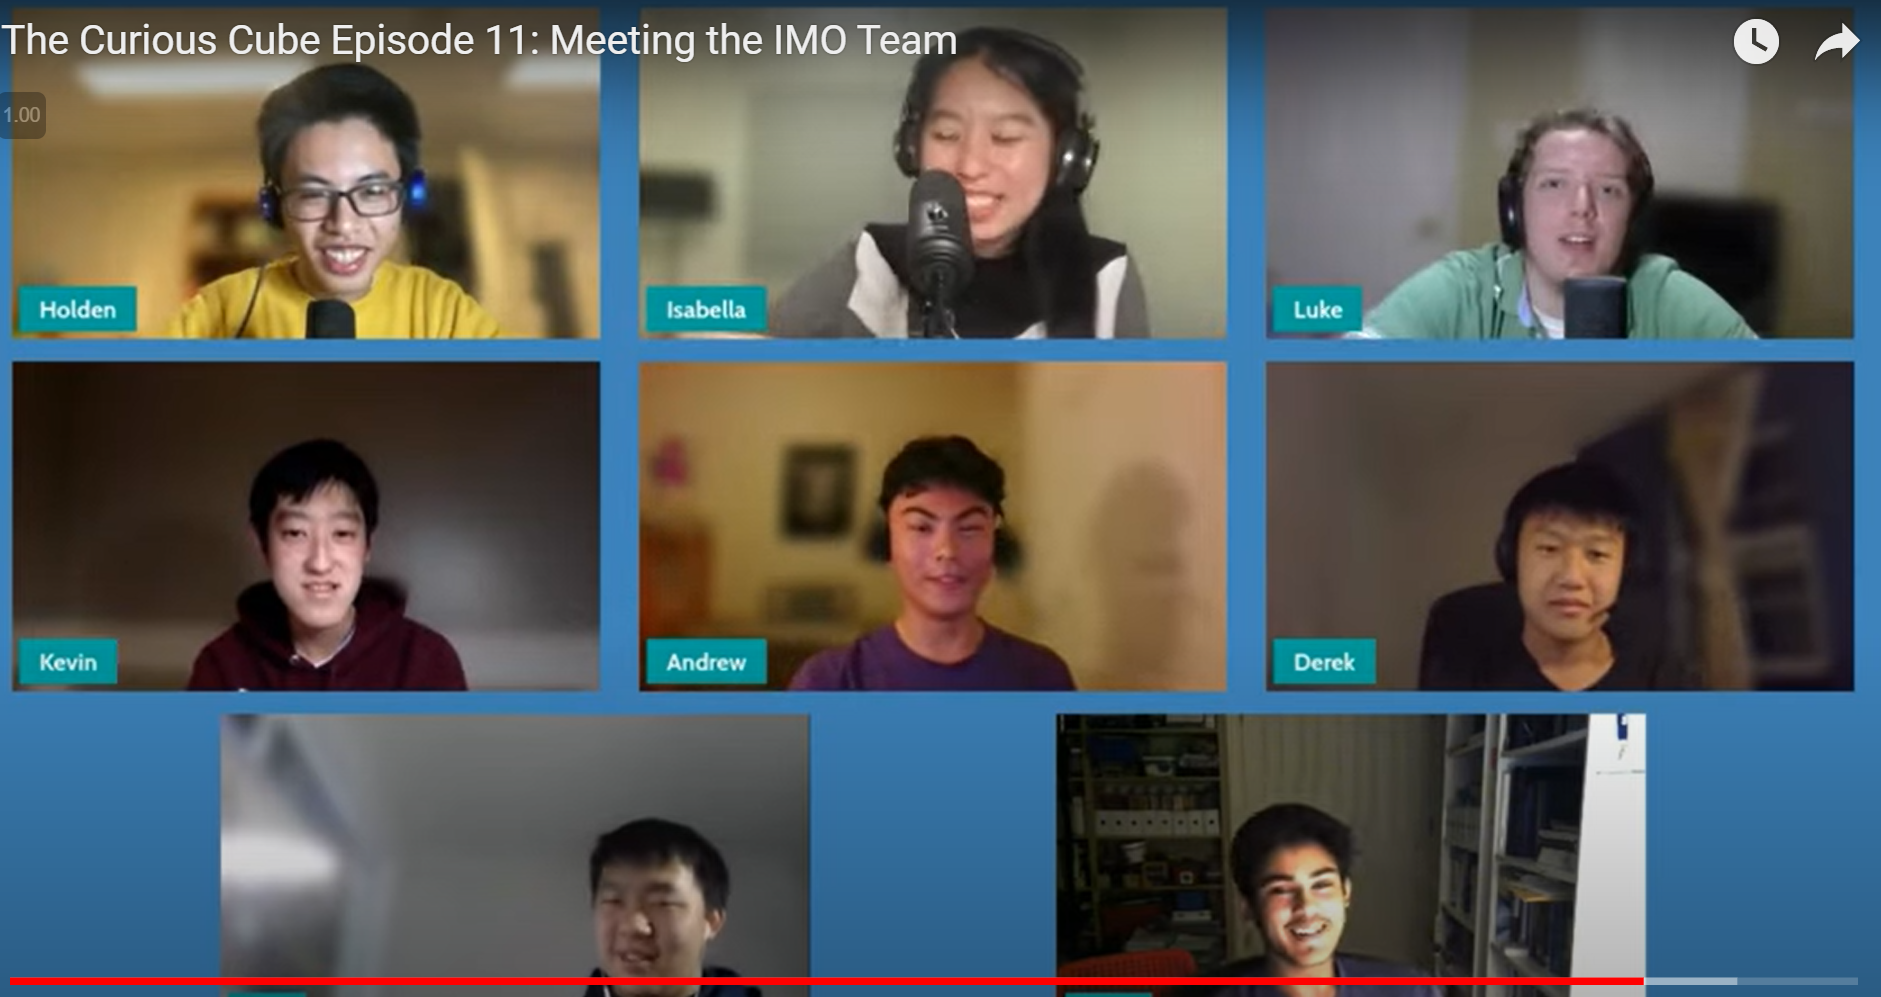 The Curious Cube Episode 11: Meeting the IMO Team
1.00
Holden
Isabella
Luke
Kevin
Andrew
Derek